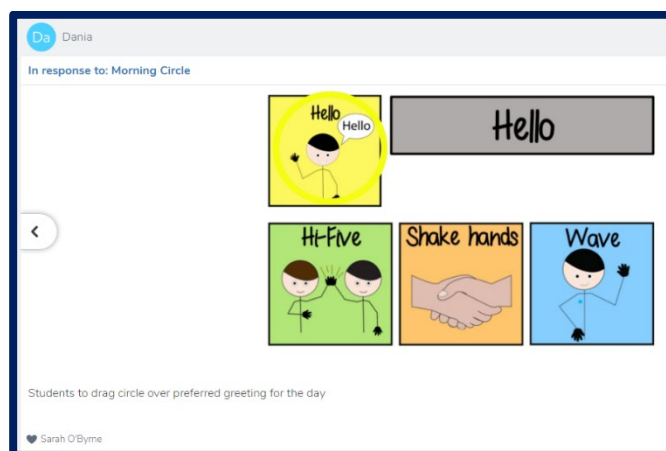 Da Dania
In response to: Morning Circle
Hello
Hello
Hello
Hi-Five
Shake hands
Wave
Students to drag circle over preferred greeting for the day
Sarah O'Byrne